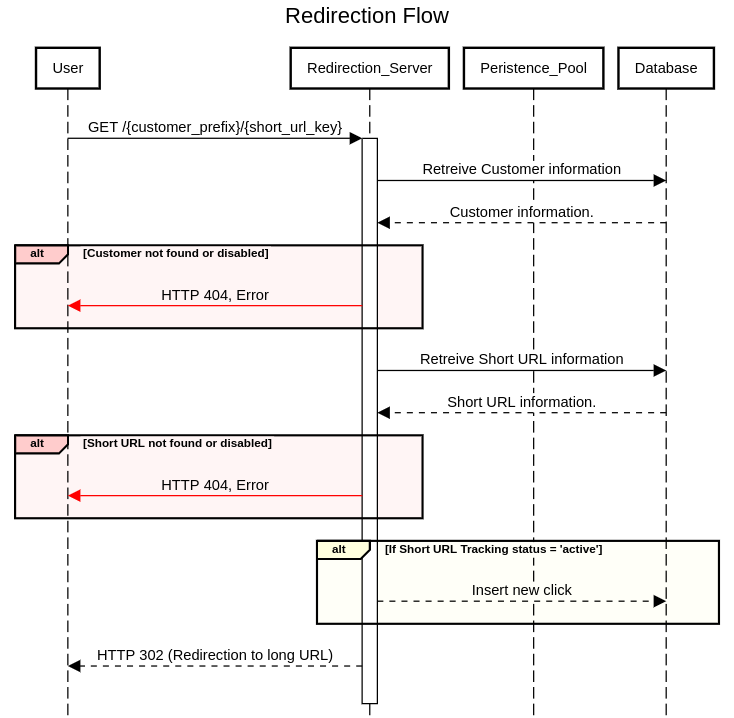 Redirection Flow
User
Redirection_Server
Peristence_Pool
Database
GET /{customer_prefix}/{short_url_key}
Retreive Customer information
Customer information.
alt
[Customer not found or disabled]
HTTP 404, Error
Retreive Short URL information
Short URL information.
alt
[Short URL not found or disabled]
HTTP 404, Error
alt
[If Short URL Tracking status = 'active']
Insert new click
HTTP 302 (Redirection to long URL)